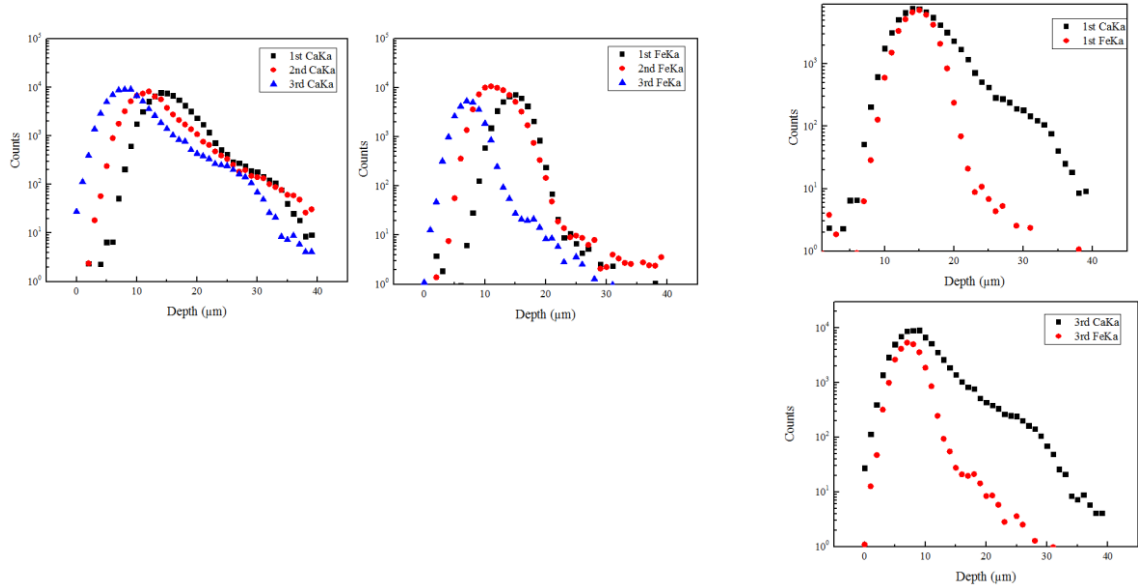 10^5
10^4
10^3
10^2
10^1
10^0
Counts
1st CaKa
2nd CaKa
3rd CaKa
0 10 20 30 40
Depth (µm)
10^5
10^4
10^3
10^2
10^1
10^0
Counts
1st FeKa
2nd FeKa
3rd FeKa
0 10 20 30 40
Depth (µm)
10^3
10^2
10^1
10^0
Counts
1st CaKa
1st FeKa
10 20 30 40
Depth (µm)
10^4
10^3
10^2
10^1
10^0
Counts
3rd CaKa
3rd FeKa
0 10 20 30 40
Depth (µm)